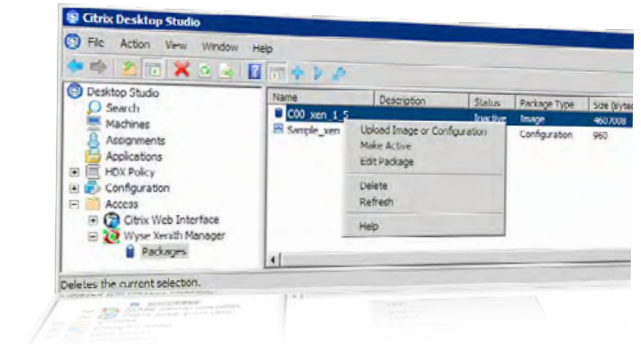 Citrix Desktop Studio
File Action View Window Help
Desktop Studio
Search
Machines
Assignments
Applications
HDX Policy
Configuration
Access
Citrix Web Interface
Wyse Xenith Manager
Packages
Name Description Status Package Type Size (Bytes
C00_xen_1_5 Inactive Image 4607008
Sample_xen Configuration 960
Upload Image or Configuration
Make Active
Edit Package
Delete
Refresh
Help
Deletes the current selection.